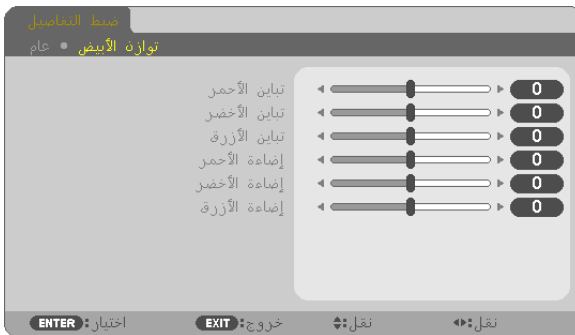 ضبط التفاصيل
عام ● توازن الأبيض
تباين الأحمر 0
تباين الأخضر 0
تباين الأزرق 0
إضاءة الأحمر 0
إضاءة الأخضر 0
إضاءة الأزرق 0
ENTER: اختيار EXIT: خروج نقل: نقل: